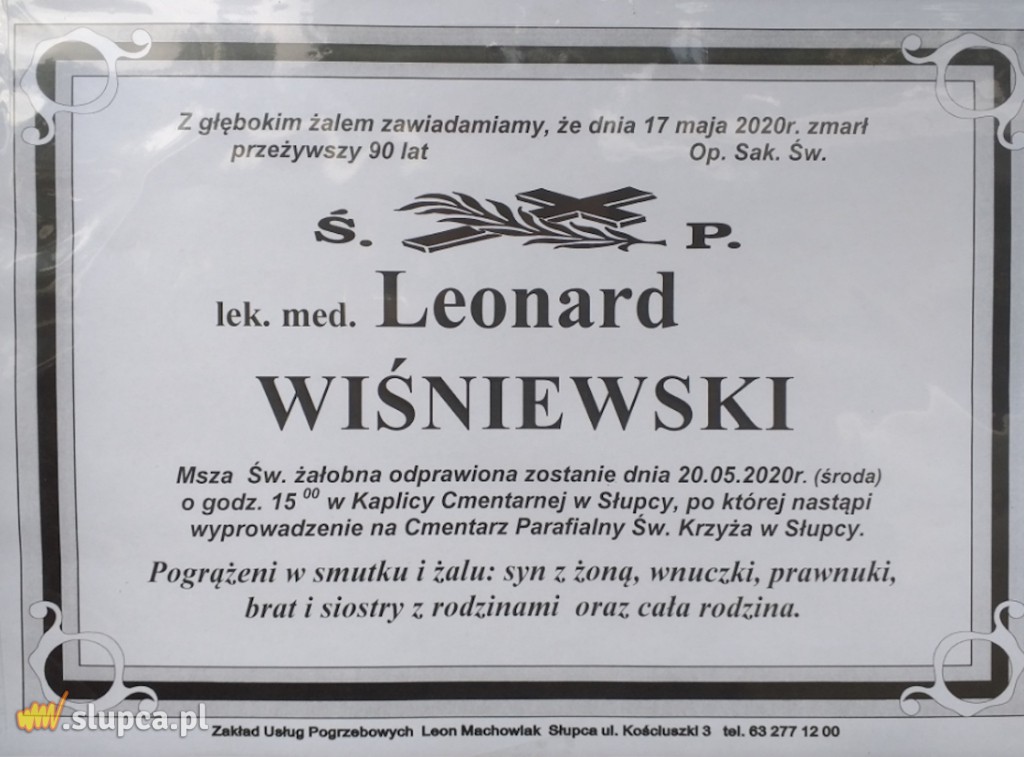 Z głębokim żalem zawiadamiamy, że dnia 17 maja 2020r. zmarł
przeżywszy 90 lat Op. Sak. Św.
Ś. P.
lek. med. Leonard
WIŚNIEWSKI
Msza Św. żałobna odprawiona zostanie dnia 20.05.2020r. (środa)
o godz. 15 00 w Kaplicy Cmentarnej w Słupcy, po której nastąpi
wyprowadzenie na Cmentarz Parafialny Św. Krzyża w Słupcy.
Pogrążeni w smutku i żalu: syn z żoną, wnuczki, prawnuki,
brat i siostry z rodzinami oraz cała rodzina.
www.slupca.pl
Zakład Usług Pogrzebowych Leon Machowiak Słupca ul. Kościuszki 3 tel. 63 277 12 00